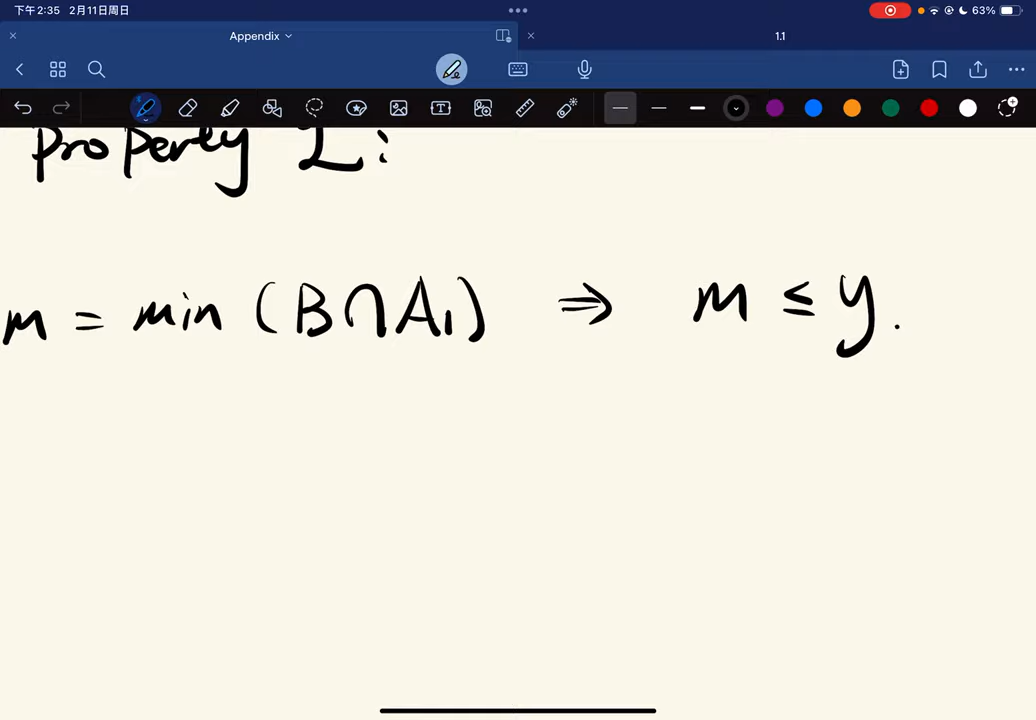 下午2:35 2月11日周日 63%
Appendix 1.1
Property 2:
m = min (B∩A₁) ⇒ m ≤ y.